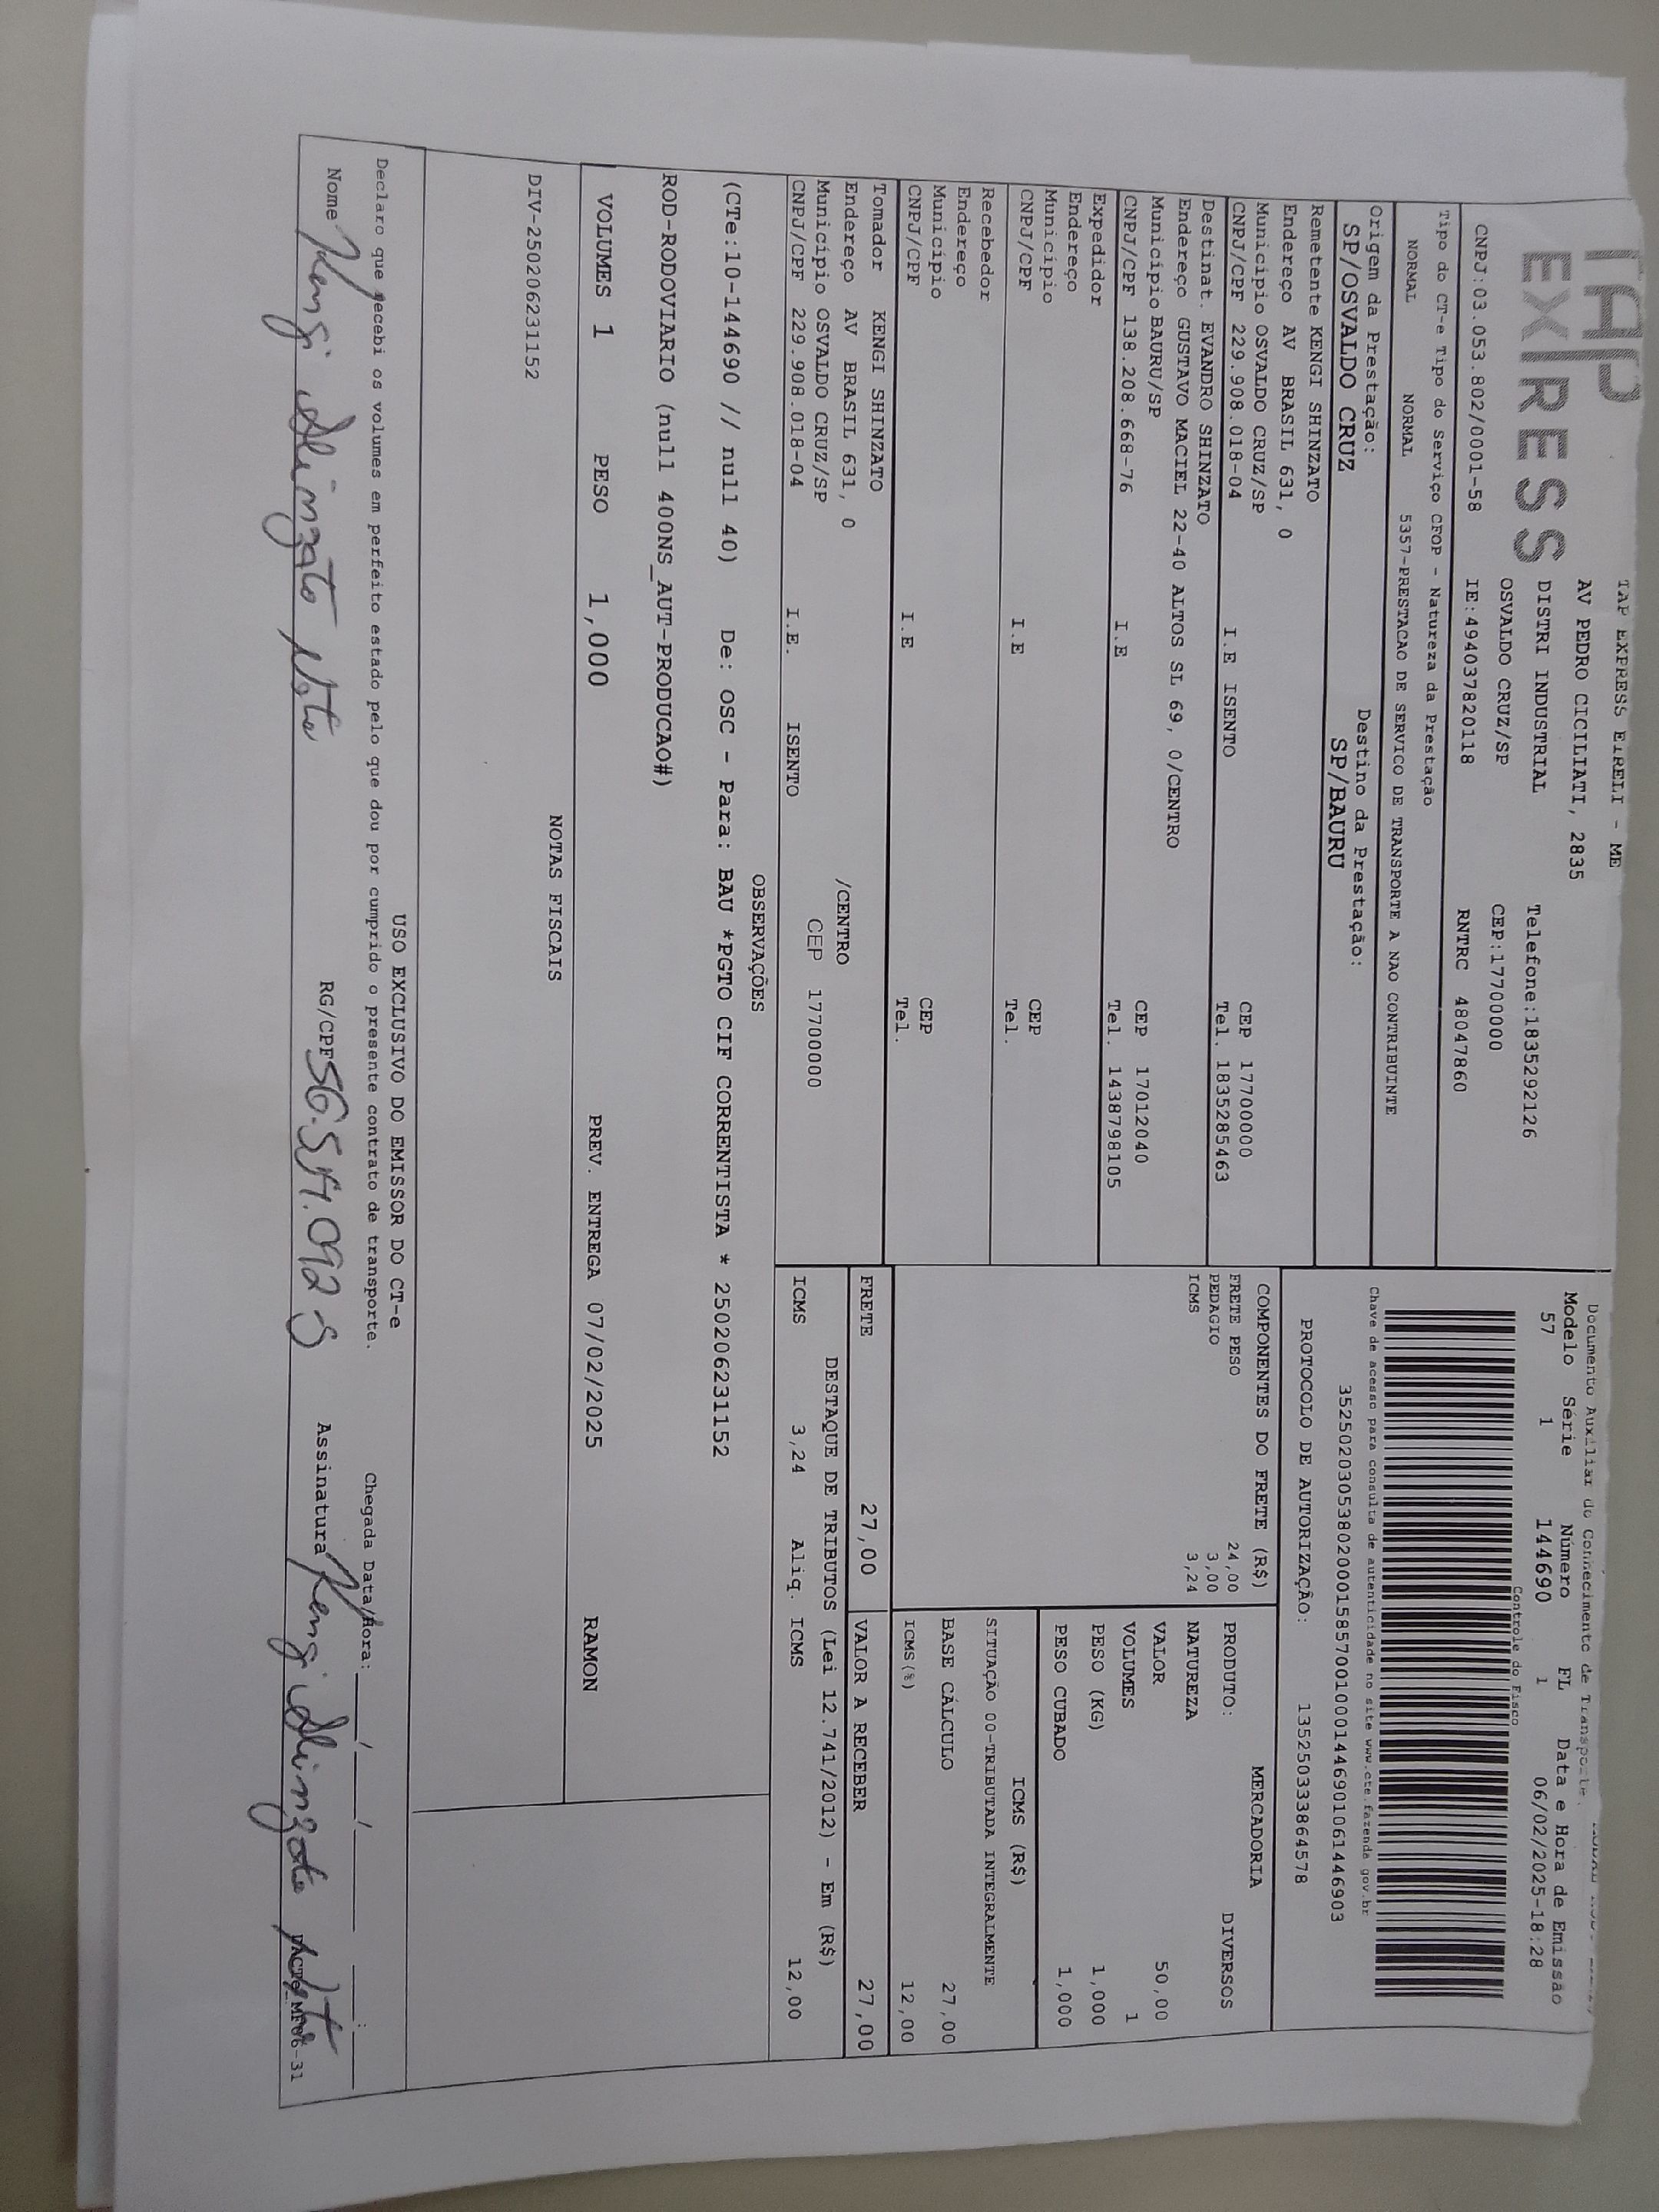 TAP
EXPRESS
TAP EXPRESS EIRELI - ME
AV PEDRO CICILIATI, 2835
DISTRI INDUSTRIAL Telefone:1835292126
OSVALDO CRUZ/SP CEP:17700000
CNPJ:03.053.802/0001-58 IE:494037820118 RNTRC 48047860
Documento Auxiliar do Conhecimento de Transporte.
Modelo Série Número FL Data e Hora de Emissão
57 1 144690 1 06/02/2025-18:28
Controle do Fisco
Chave de acesso para consulta de autenticidade no site www.cte.fazenda.gov.br
35250203053802000158570010001446901061446903
PROTOCOLO DE AUTORIZAÇÃO: 135250333864578
Tipo do CT-e Tipo do Serviço CFOP - Natureza da Prestação
NORMAL NORMAL 5357-PRESTACAO DE SERVICO DE TRANSPORTE A NAO CONTRIBUINTE
Origem da Prestação: Destino da Prestação:
SP/OSVALDO CRUZ SP/BAURU
Remetente KENGI SHINZATO
Endereço AV BRASIL 631, 0
Município OSVALDO CRUZ/SP CEP 17700000
CNPJ/CPF 229.908.018-04 I.E ISENTO Tel. 1835285463
Destinat. EVANDRO SHINZATO
Endereço GUSTAVO MACIEL 22-40 ALTOS SL 69, 0/CENTRO
Município BAURU/SP CEP 17012040
CNPJ/CPF 138.208.668-76 I.E Tel. 1438798105
Expedidor
Endereço
Município CEP
CNPJ/CPF I.E Tel.
Recebedor
Endereço
Município CEP
CNPJ/CPF I.E Tel.
Tomador KENGI SHINZATO
Endereço AV BRASIL 631, 0 /CENTRO
Município OSVALDO CRUZ/SP CEP 17700000
CNPJ/CPF 229.908.018-04 I.E. ISENTO
COMPONENTES DO FRETE (R$)
FRETE PESO 24,00
PEDAGIO 3,00
ICMS 3,24
MERCADORIA
PRODUTO: DIVERSOS
NATUREZA
VALOR 50,00
VOLUMES 1
PESO (KG) 1,000
PESO CUBADO 1,000
ICMS (R$)
SITUAÇÃO 00-TRIBUTADA INTEGRALMENTE
BASE CÁLCULO 27,00
ICMS(%) 12,00
FRETE 27,00 VALOR A RECEBER 27,00
DESTAQUE DE TRIBUTOS (Lei 12.741/2012) - Em (R$)
ICMS 3,24 Aliq. ICMS 12,00
OBSERVAÇÕES
(CTe:10-144690 // null 40) De: OSC - Para: BAU *PGTO CIF CORRENTISTA * 250206231152
ROD-RODOVIARIO (null 400NS_AUT-PRODUCAO#)
VOLUMES 1 PESO 1,000 PREV. ENTREGA 07/02/2025 RAMON
NOTAS FISCAIS
DIV-250206231152
USO EXCLUSIVO DO EMISSOR DO CT-e
Declaro que recebi os volumes em perfeito estado pelo que dou por cumprido o presente contrato de transporte. Chegada Data/Hora: ____/____/____ ____:____
Nome Kengi Shinzato Neto RG/CPF Assinatura Kengi Shinzato Neto